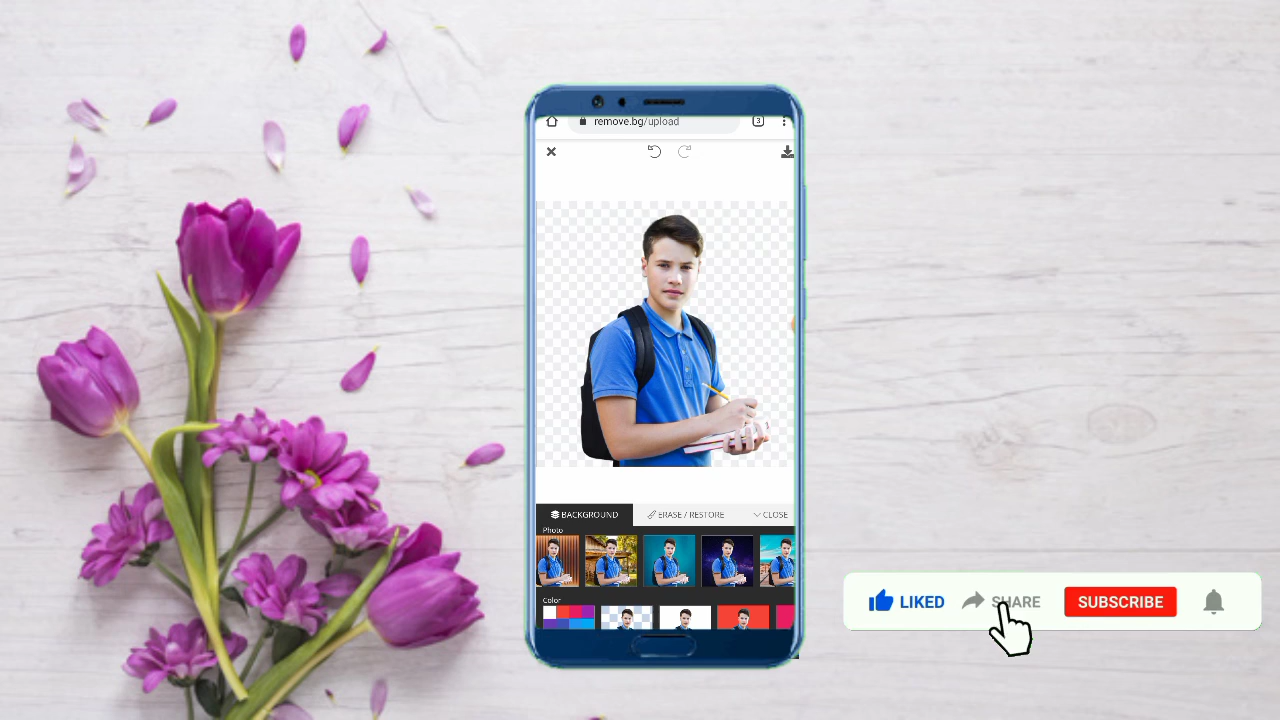 remove.bg/upload
3
BACKGROUND
ERASE / RESTORE
CLOSE
Photo
Color
LIKED
SHARE
SUBSCRIBE